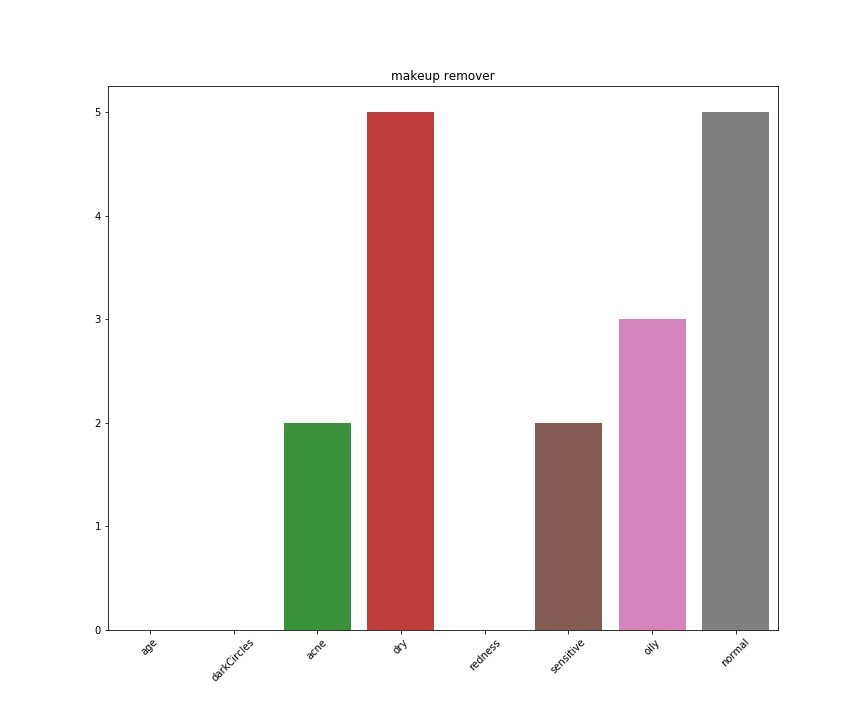 makeup remover
5
4
3
2
1
0
age
darkCircles
acne
dry
redness
sensitive
oily
normal